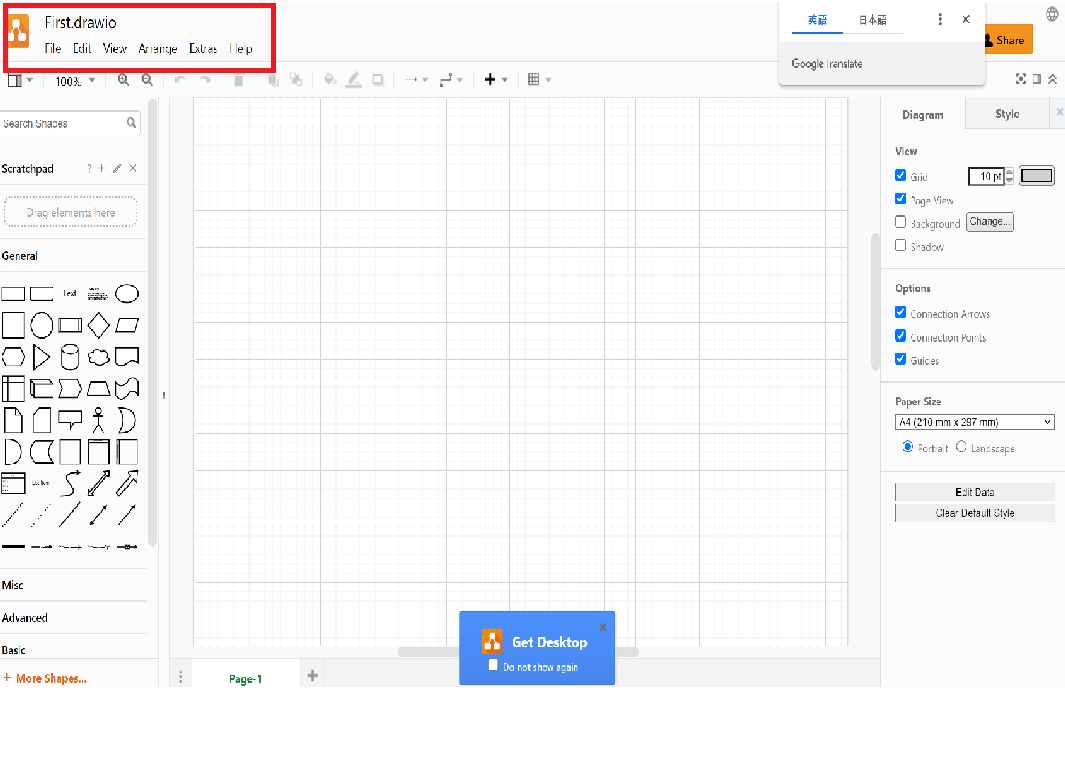 First.drawio
File Edit View Arrange Extras Help
英語 日本語
Google Translate
Share
100%
Search Shapes
Scratchpad
?
Drag elements here
General
Text
List Item
Misc
Advanced
Basic
+ More Shapes...
Get Desktop
Do not show again
Page-1
Diagram Style
View
Grid 10 pt
Page View
Background Change...
Shadow
Options
Connection Arrows
Connection Points
Guides
Paper Size
A4 (210 mm x 297 mm)
Portrait Landscape
Edit Data
Clear Default Style